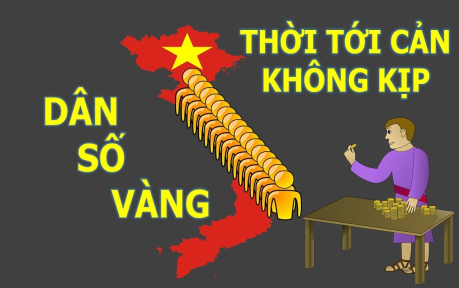 THỜI TỚI CẢN
KHÔNG KỊP
DÂN
SỐ
VÀNG